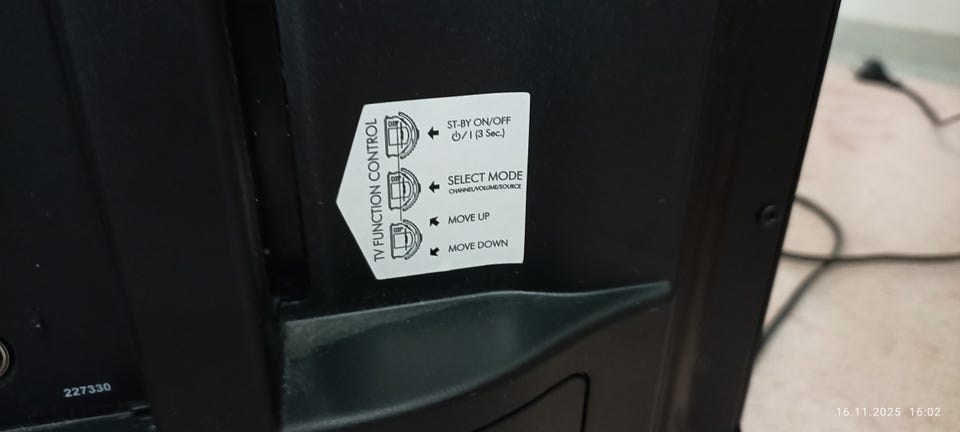 TV FUNCTION CONTROL
ST-BY ON/OFF
⏻/I (3 Sec.)
SELECT MODE
CHANNEL/VOLUME/SOURCE
MOVE UP
MOVE DOWN
227330
16.11.2025 16:02